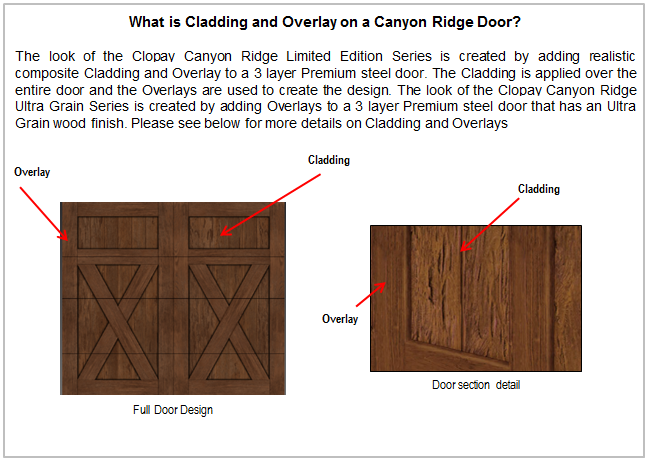 What is Cladding and Overlay on a Canyon Ridge Door?
The look of the Clopay Canyon Ridge Limited Edition Series is created by adding realistic
composite Cladding and Overlay to a 3 layer Premium steel door. The Cladding is applied over the
entire door and the Overlays are used to create the design. The look of the Clopay Canyon Ridge
Ultra Grain Series is created by adding Overlays to a 3 layer Premium steel door that has an Ultra
Grain wood finish. Please see below for more details on Cladding and Overlays
Cladding
Overlay
Cladding
Overlay
Door section detail
Full Door Design